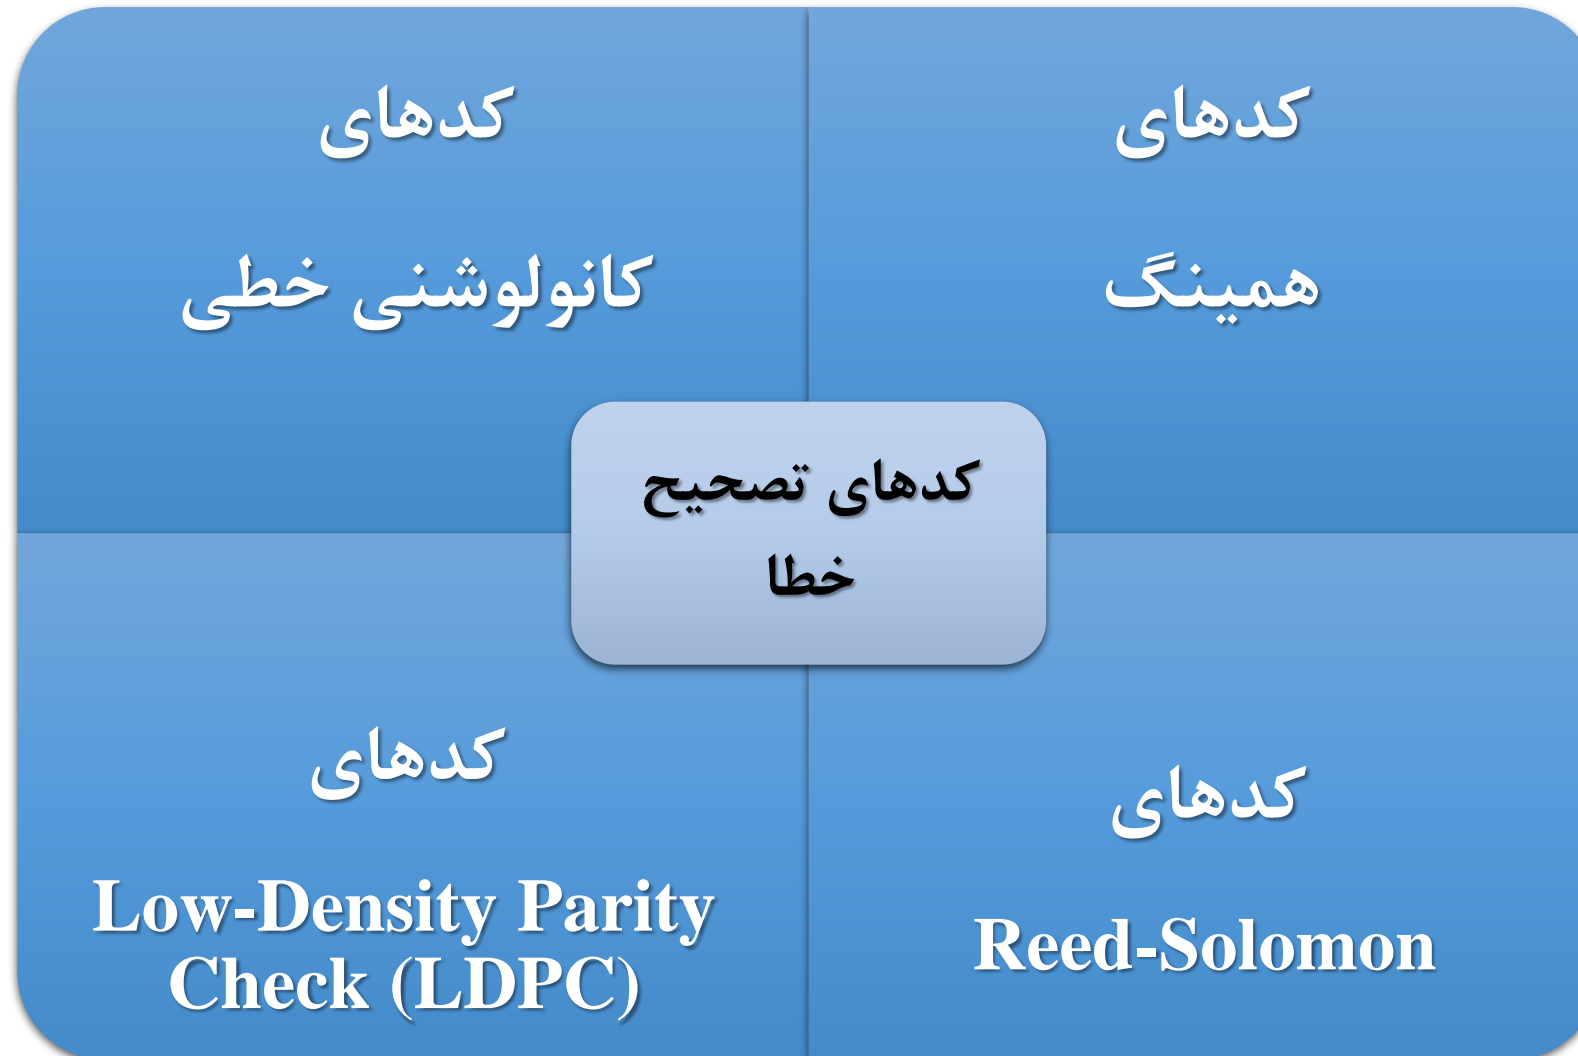 کدهای
همینگ
کدهای
کانولوشنی خطی
کدهای تصحیح
خطا
کدهای
Reed-Solomon
کدهای
Low-Density Parity
Check (LDPC)